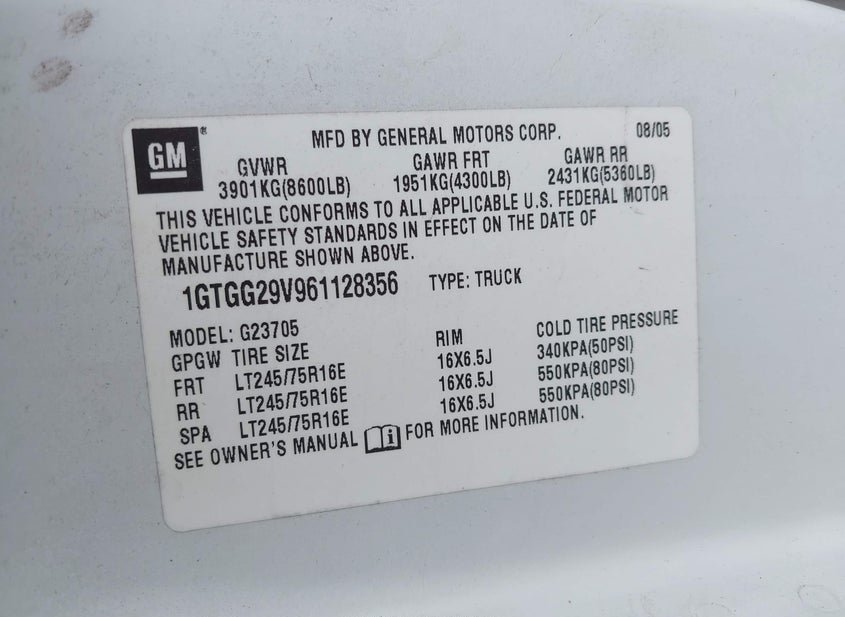 GM ®
MFD BY GENERAL MOTORS CORP. 08/05
GVWR GAWR FRT GAWR RR
3901KG(8600LB) 1951KG(4300LB) 2431KG(5360LB)
THIS VEHICLE CONFORMS TO ALL APPLICABLE U.S. FEDERAL MOTOR
VEHICLE SAFETY STANDARDS IN EFFECT ON THE DATE OF
MANUFACTURE SHOWN ABOVE.
1GTGG29V961128356 TYPE: TRUCK
MODEL: G23705
GPGW TIRE SIZE RIM COLD TIRE PRESSURE
FRT LT245/75R16E 16X6.5J 340KPA(50PSI)
RR LT245/75R16E 16X6.5J 550KPA(80PSI)
SPA LT245/75R16E 16X6.5J 550KPA(80PSI)
SEE OWNER'S MANUAL i FOR MORE INFORMATION.